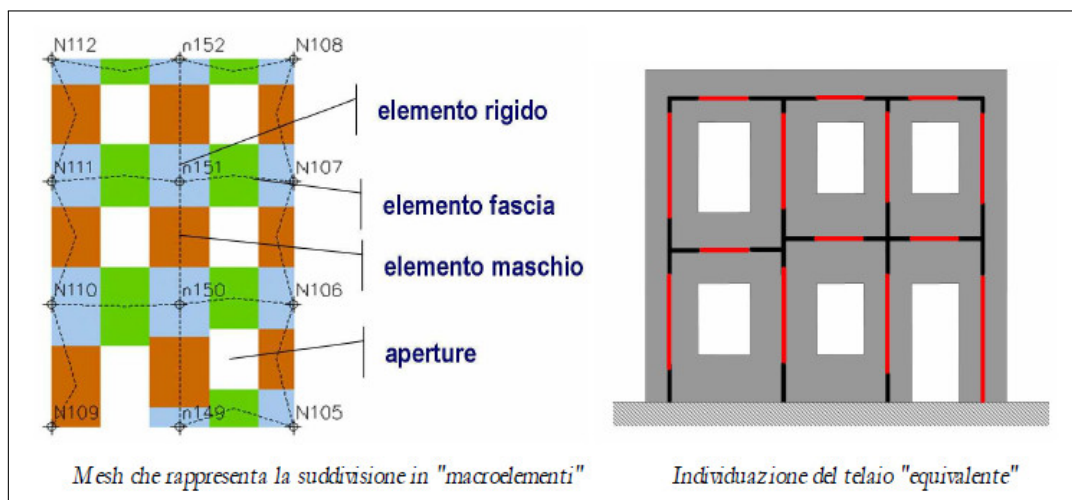 N112 n152 N108
elemento rigido
N111 n151 N107
elemento fascia
elemento maschio
N110 n150 N106
aperture
N109 n149 N105
Mesh che rappresenta la suddivisione in "macroelementi"
Individuazione del telaio "equivalente"